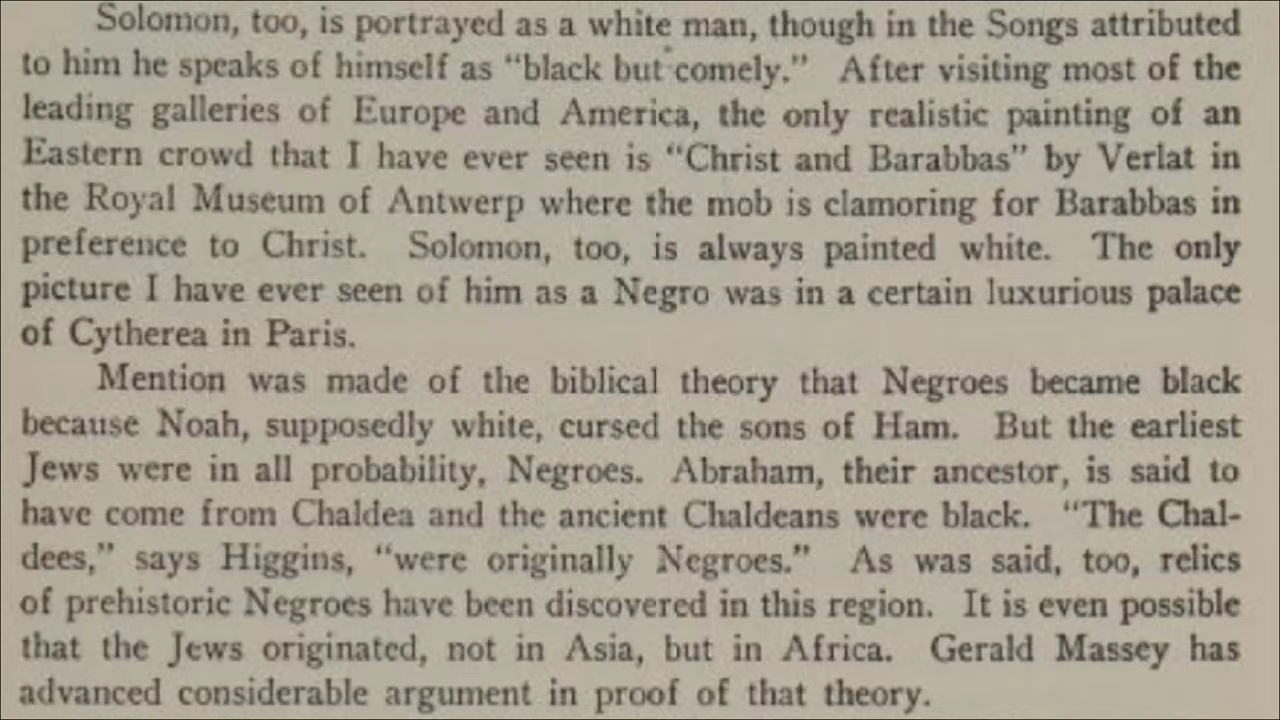 Solomon, too, is portrayed as a white man, though in the Songs attributed
to him he speaks of himself as "black but comely." After visiting most of the
leading galleries of Europe and America, the only realistic painting of an
Eastern crowd that I have ever seen is "Christ and Barabbas" by Verlat in
the Royal Museum of Antwerp where the mob is clamoring for Barabbas in
preference to Christ. Solomon, too, is always painted white. The only
picture I have ever seen of him as a Negro was in a certain luxurious palace
of Cytherea in Paris.
Mention was made of the biblical theory that Negroes became black
because Noah, supposedly white, cursed the sons of Ham. But the earliest
Jews were in all probability, Negroes. Abraham, their ancestor, is said to
have come from Chaldea and the ancient Chaldeans were black. "The Chal-
dees," says Higgins, "were originally Negroes." As was said, too, relics
of prehistoric Negroes have been discovered in this region. It is even possible
that the Jews originated, not in Asia, but in Africa. Gerald Massey has
advanced considerable argument in proof of that theory.